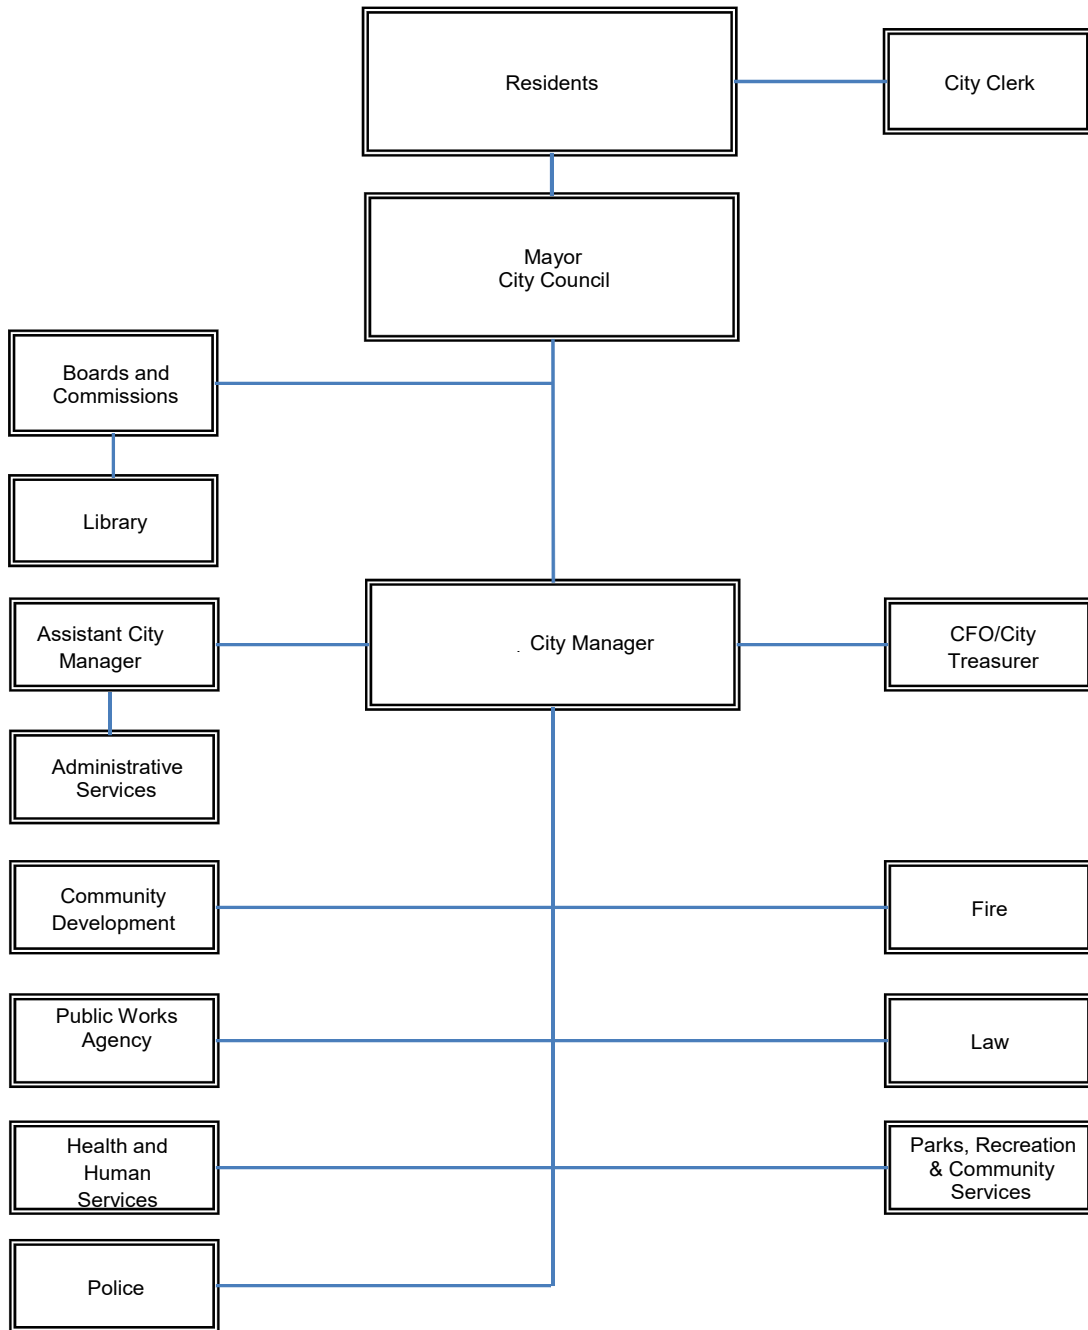 Residents
City Clerk
Mayor
City Council
Boards and
Commissions
Library
Assistant City
Manager
. City Manager
CFO/City
Treasurer
Administrative
Services
Community
Development
Fire
Public Works
Agency
Law
Health and
Human
Services
Parks, Recreation
& Community
Services
Police